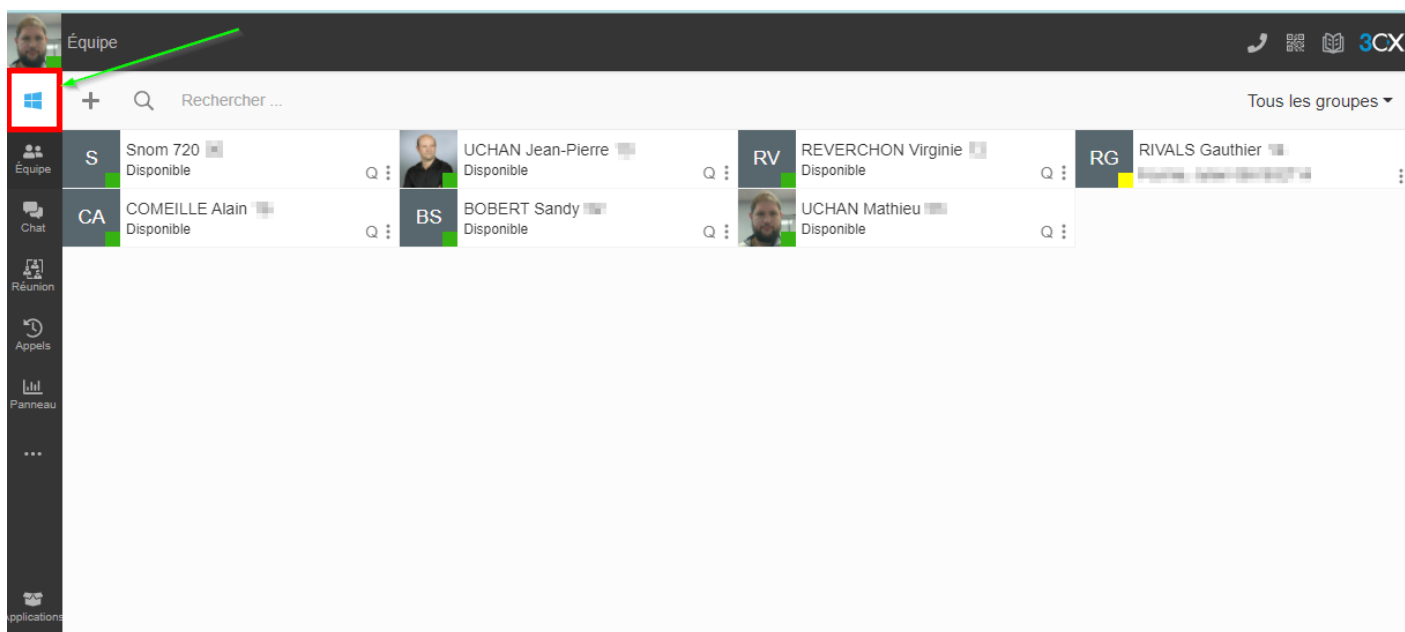 Équipe
3CX
Rechercher ...
Tous les groupes
Équipe
Chat
Réunion
Appels
Panneau
...
Applications
S
Snom 720
Disponible
Q
UCHAN Jean-Pierre
Disponible
Q
RV
REVERCHON Virginie
Disponible
Q
RG
RIVALS Gauthier
CA
COMEILLE Alain
Disponible
Q
BS
BOBERT Sandy
Disponible
Q
UCHAN Mathieu
Disponible
Q